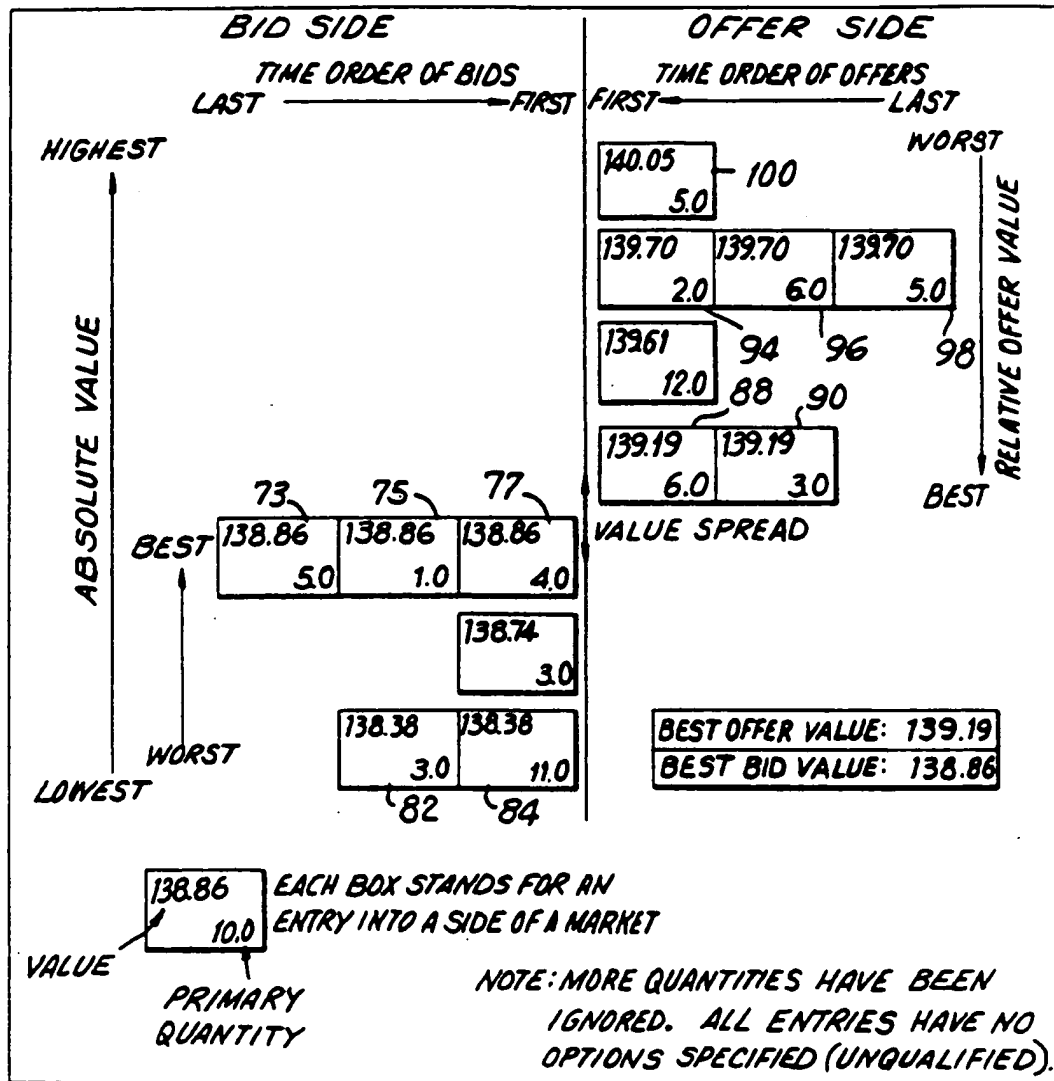 BID SIDE
OFFER SIDE
TIME ORDER OF BIDS
LAST FIRST
TIME ORDER OF OFFERS
FIRST LAST
HIGHEST
ABSOLUTE VALUE
LOWEST
WORST
RELATIVE OFFER VALUE
BEST
140.05
5.0
100
139.70 139.70 139.70
2.0 6.0 5.0
94 96 98
139.61
12.0
88 90
139.19 139.19
6.0 3.0
VALUE SPREAD
73 75 77
BEST
138.86 138.86 138.86
5.0 1.0 4.0
138.74
3.0
WORST
138.38 138.38
3.0 11.0
82 84
BEST OFFER VALUE: 139.19
BEST BID VALUE: 138.86
138.86
10.0
VALUE
PRIMARY
QUANTITY
EACH BOX STANDS FOR AN
ENTRY INTO A SIDE OF A MARKET
NOTE: MORE QUANTITIES HAVE BEEN
IGNORED. ALL ENTRIES HAVE NO
OPTIONS SPECIFIED (UNQUALIFIED).